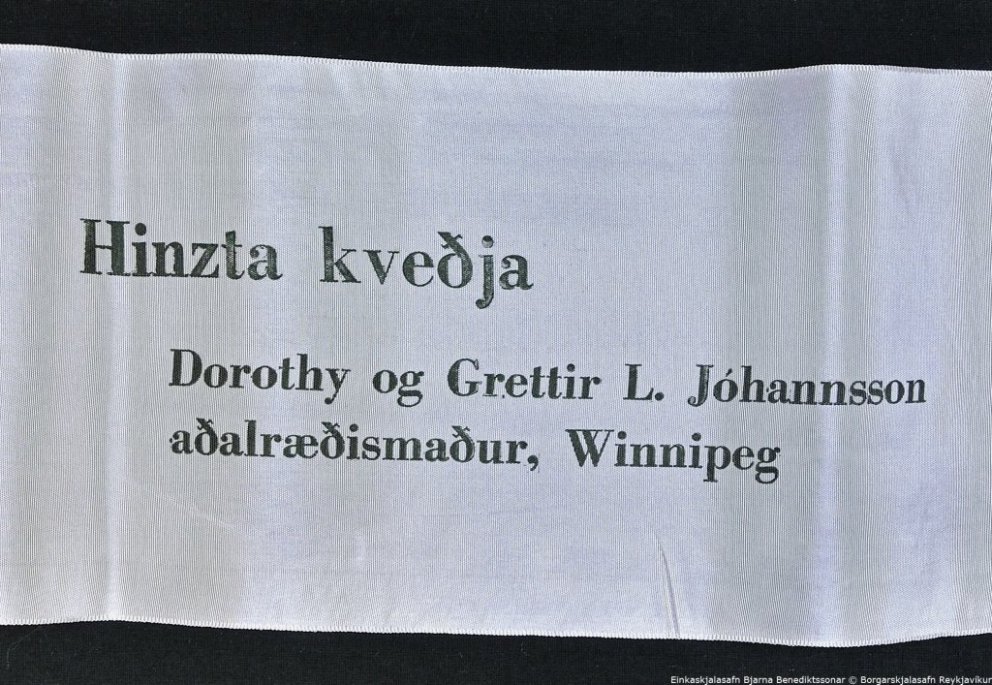 Hinzta kveðja
Dorothy og Grettir L. Jóhannsson
aðalræðismaður, Winnipeg
Einkaskjalasafn Bjarna Benediktssonar © Borgarskjalasafn Reykjavíkur